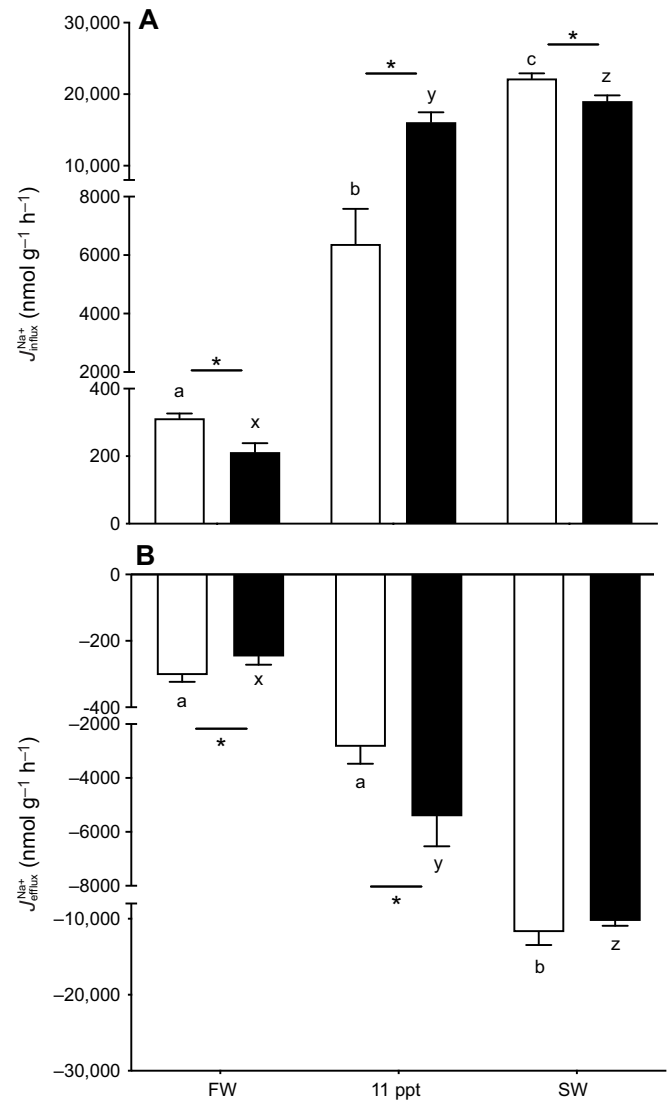 A
30,000
20,000
10,000
8000
6000
4000
2000
400
200
0
J Na+ influx (nmol g–1 h–1)
a
*
x
b
*
y
c
*
z
B
0
–200
-400
–2000
–4000
–6000
–8000
–10,000
–20,000
–30,000
J Na+ efflux (nmol g–1 h–1)
a
x
*
a
y
*
b
z
FW 11 ppt SW